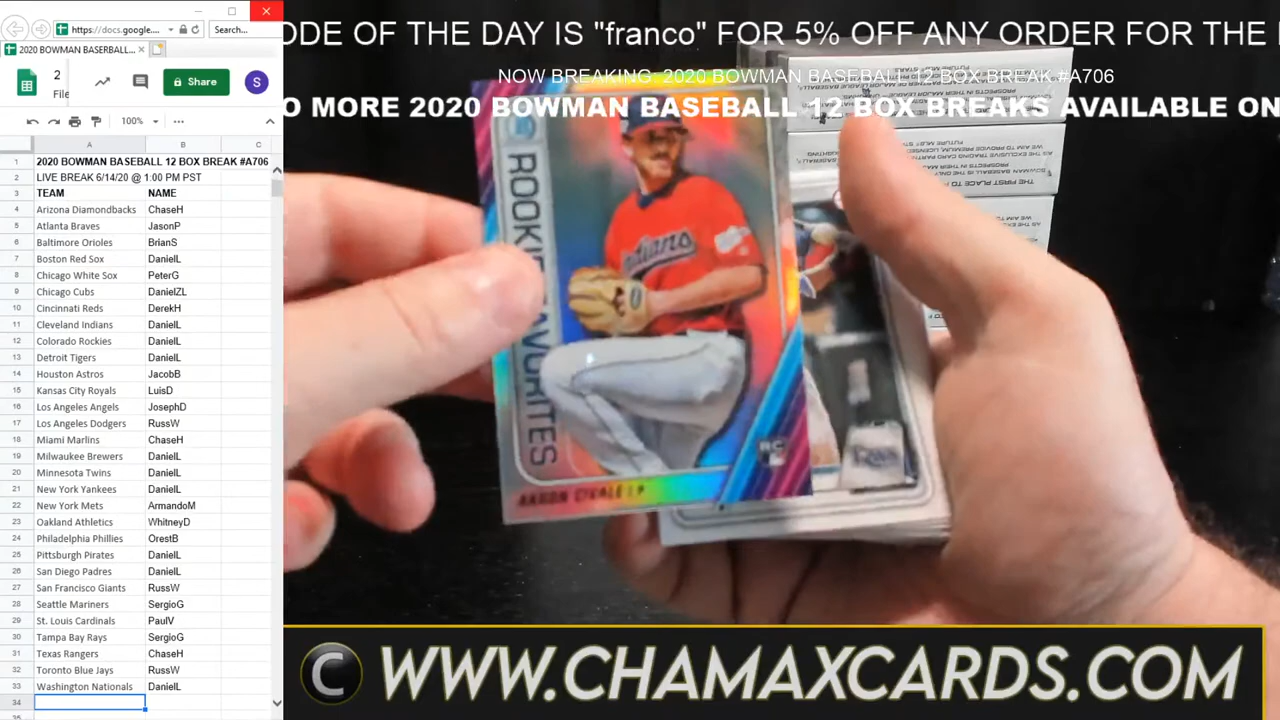 https://docs.google...
Search...
2020 BOWMAN BASEBALL...
2
File
Share
S
100%
A B C
1 2020 BOWMAN BASEBALL 12 BOX BREAK #A706
2 LIVE BREAK 6/14/20 @ 1:00 PM PST
3 TEAM NAME
4 Arizona Diamondbacks ChaseH
5 Atlanta Braves JasonP
6 Baltimore Orioles BrianS
7 Boston Red Sox DanielL
8 Chicago White Sox PeterG
9 Chicago Cubs DanielZL
10 Cincinnati Reds DerekH
11 Cleveland Indians DanielL
12 Colorado Rockies DanielL
13 Detroit Tigers DanielL
14 Houston Astros JacobB
15 Kansas City Royals LuisD
16 Los Angeles Angels JosephD
17 Los Angeles Dodgers RussW
18 Miami Marlins ChaseH
19 Milwaukee Brewers DanielL
20 Minnesota Twins DanielL
21 New York Yankees DanielL
22 New York Mets ArmandoM
23 Oakland Athletics WhitneyD
24 Philadelphia Phillies OrestB
25 Pittsburgh Pirates DanielL
26 San Diego Padres DanielL
27 San Francisco Giants RussW
28 Seattle Mariners SergioG
29 St. Louis Cardinals PaulV
30 Tampa Bay Rays SergioG
31 Texas Rangers ChaseH
32 Toronto Blue Jays RussW
33 Washington Nationals DanielL
34
ODE OF THE DAY IS "franco" FOR 5% OFF ANY ORDER FOR THE
NOW BREAKING: 2020 BOWMAN BASEBALL 12 BOX BREAK #A706
O MORE 2020 BOWMAN BASEBALL 12 BOX BREAKS AVAILABLE ON
THE FIRST PLACE TO
ROOKIE FAVORITES
Indians
RC
AARON CIVALE | P
Rays
C WWW.CHAMAXCARDS.COM